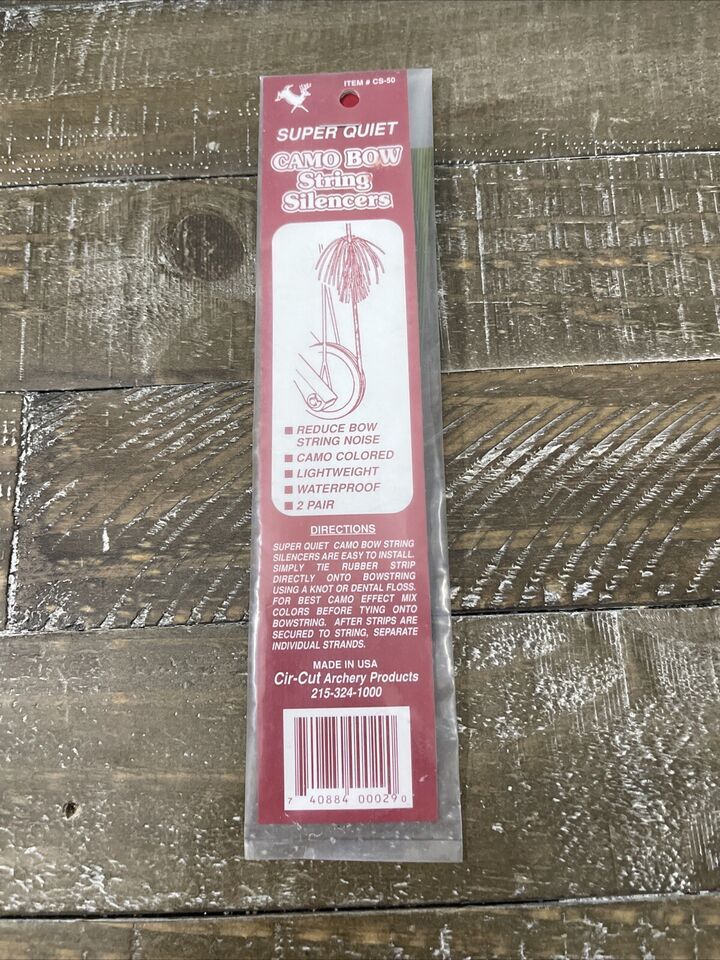 ITEM # CS-50
SUPER QUIET
CAMO BOW
String
Silencers
REDUCE BOW
STRING NOISE
CAMO COLORED
LIGHTWEIGHT
WATERPROOF
2 PAIR
DIRECTIONS
SUPER QUIET CAMO BOW STRING
SILENCERS ARE EASY TO INSTALL.
SIMPLY TIE RUBBER STRIP
DIRECTLY ONTO BOWSTRING
USING A KNOT OR DENTAL FLOSS.
FOR BEST CAMO EFFECT MIX
COLORS BEFORE TYING ONTO
BOWSTRING. AFTER STRIPS ARE
SECURED TO STRING, SEPARATE
INDIVIDUAL STRANDS.
MADE IN USA
Cir-Cut Archery Products
215-324-1000
7 40884 00029 0